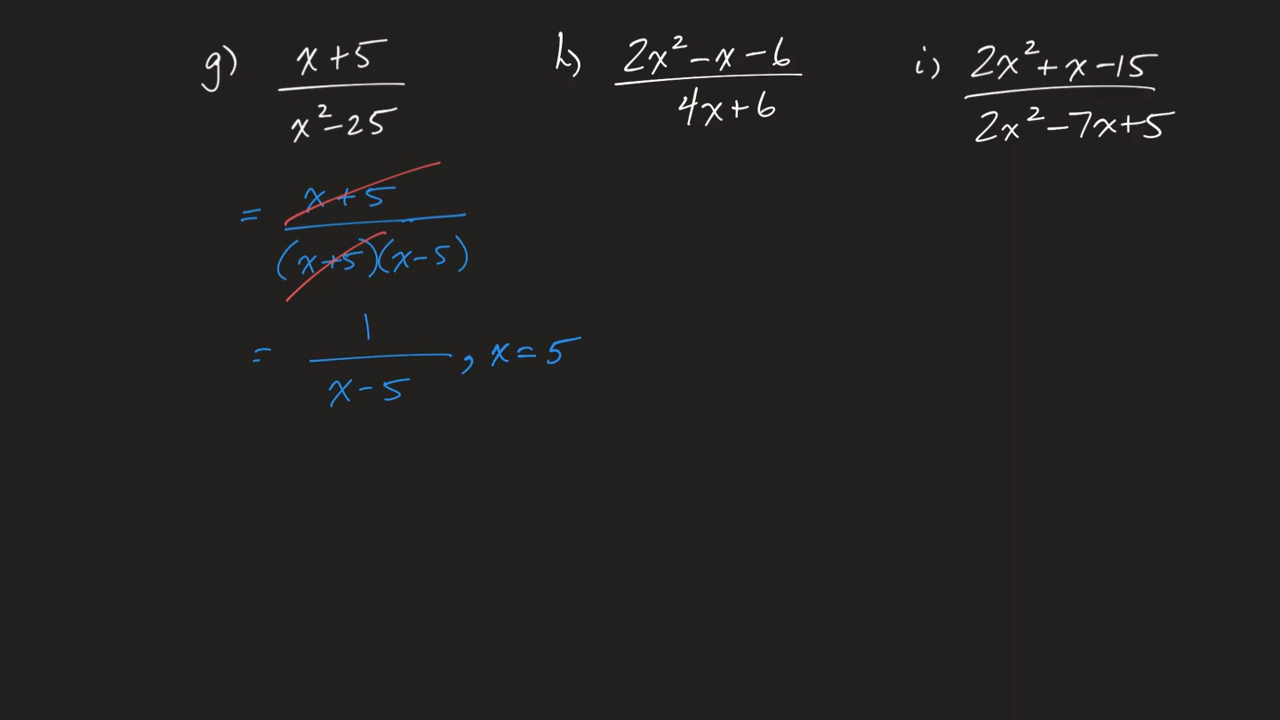 g) (x+5)/(x²-25)
h) (2x²-x-6)/(4x+6)
i) (2x²+x-15)/(2x²-7x+5)
= (x+5)/((x+5)(x-5))
= 1/(x-5), x=5